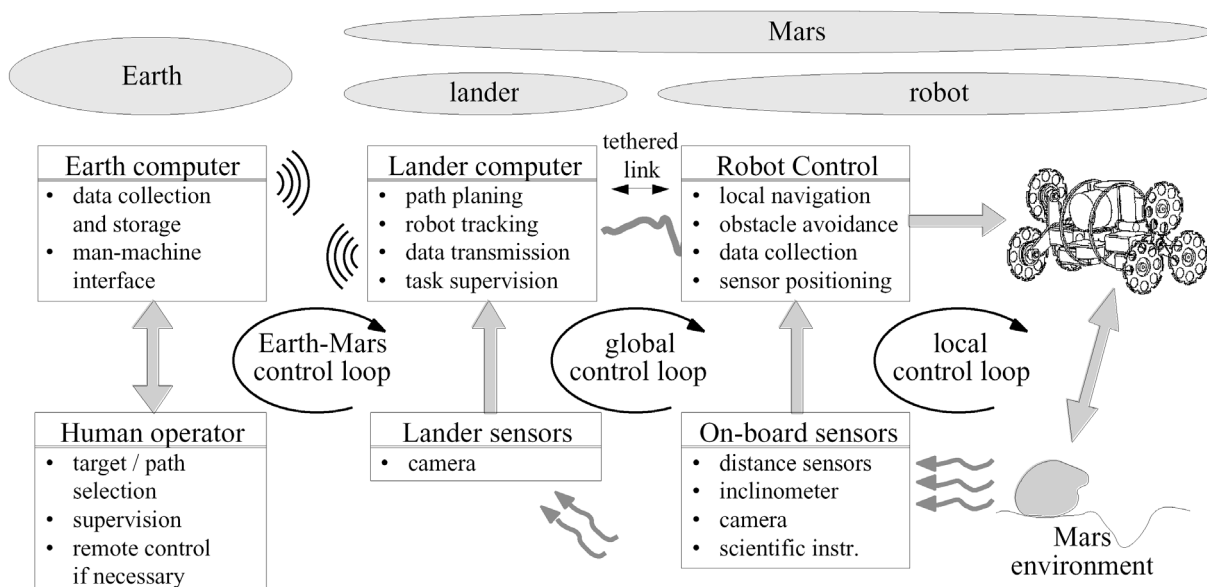 Mars
Earth
lander
robot
Earth computer
• data collection
and storage
• man-machine
interface
Lander computer
• path planing
• robot tracking
• data transmission
• task supervision
tethered
link
Robot Control
• local navigation
• obstacle avoidance
• data collection
• sensor positioning
Earth-Mars
control loop
global
control loop
local
control loop
Human operator
• target / path
selection
• supervision
• remote control
if necessary
Lander sensors
• camera
On-board sensors
• distance sensors
• inclinometer
• camera
• scientific instr.
Mars
environment